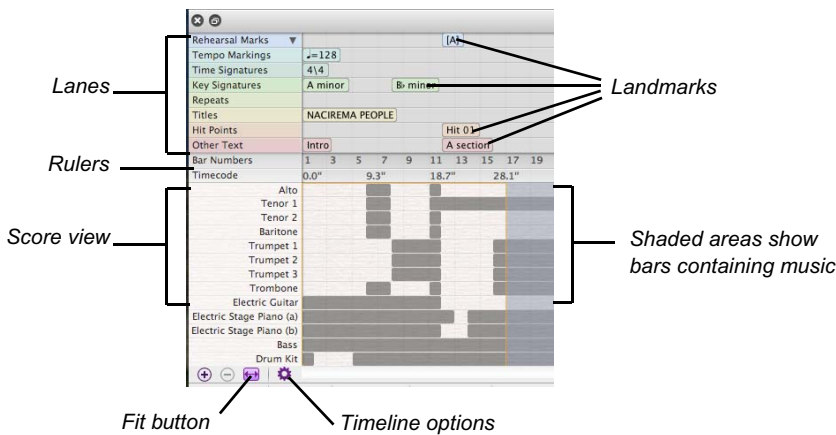 Rehearsal Marks [A]
Tempo Markings ♩=128
Time Signatures 4\4
Key Signatures A minor B♭ minor
Repeats
Titles NACIREMA PEOPLE
Hit Points Hit 01
Other Text Intro A section
Bar Numbers 1 3 5 7 9 11 13 15 17 19
Timecode 0.0" 9.3" 18.7" 28.1"
Alto
Tenor 1
Tenor 2
Baritone
Trumpet 1
Trumpet 2
Trumpet 3
Trombone
Electric Guitar
Electric Stage Piano (a)
Electric Stage Piano (b)
Bass
Drum Kit
Lanes
Landmarks
Rulers
Score view
Shaded areas show
bars containing music
Fit button
Timeline options